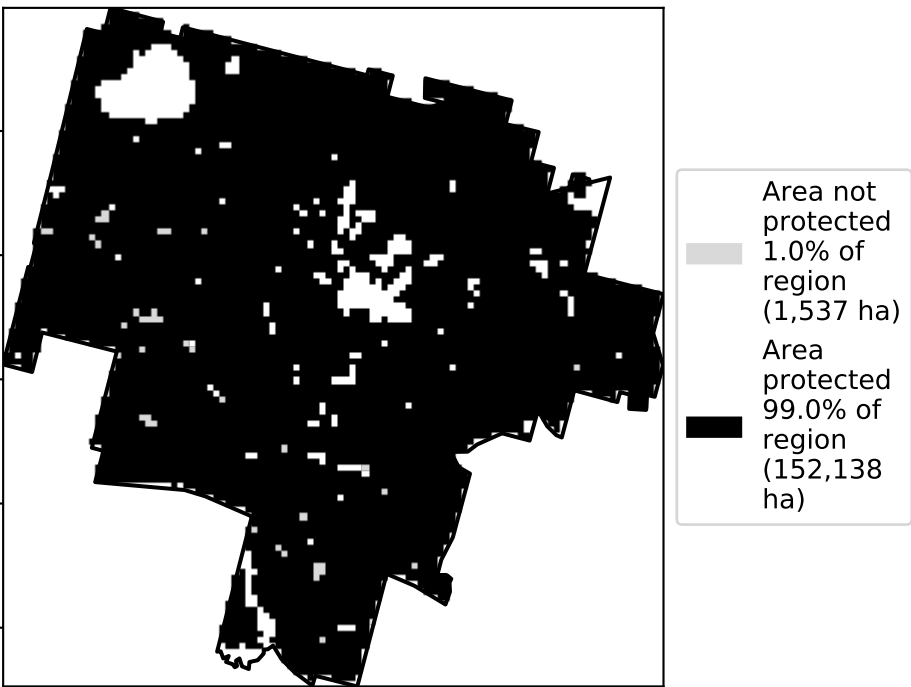 Area not
protected
1.0% of
region
(1,537 ha)
Area
protected
99.0% of
region
(152,138
ha)